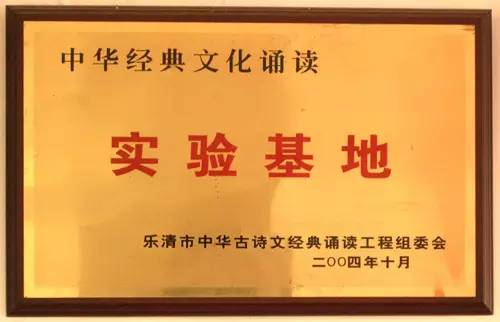 中华经典文化诵读
实验基地
乐清市中华古诗文经典诵读工程组委会
二〇〇四年十月